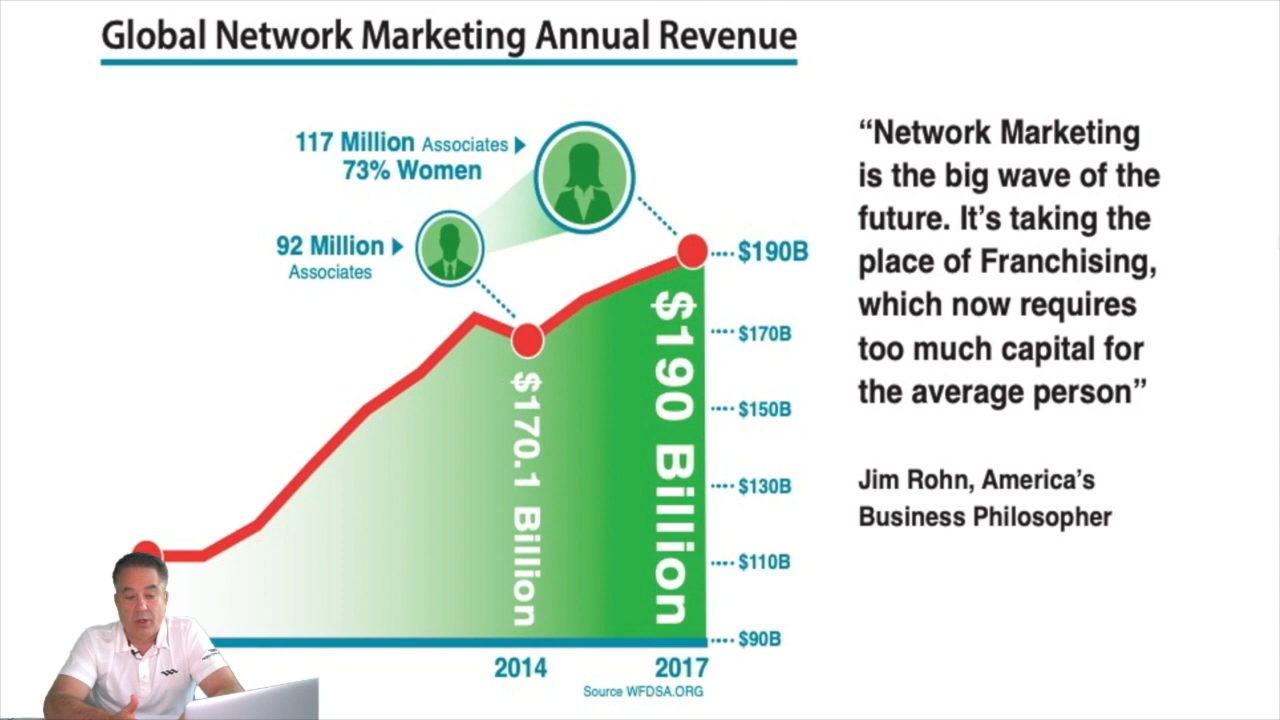 Global Network Marketing Annual Revenue
117 Million Associates
73% Women
92 Million
Associates
$190B
$170B
$150B
$130B
$110B
$90B
$170.1 Billion
$190 Billion
2014
2017
Source WFDSA.ORG
“Network Marketing
is the big wave of the
future. It’s taking the
place of Franchising,
which now requires
too much capital for
the average person”
Jim Rohn, America’s
Business Philosopher